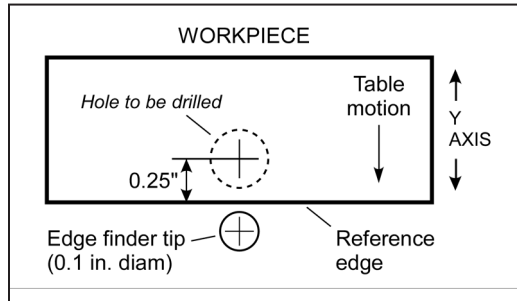 WORKPIECE
Hole to be drilled
Table
motion
Y
AXIS
0.25"
Edge finder tip
(0.1 in. diam)
Reference
edge